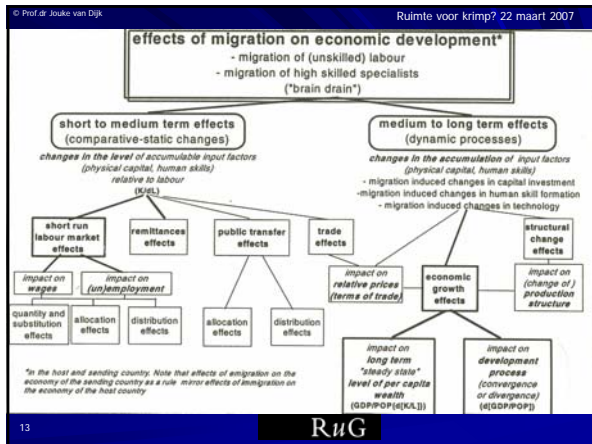 © Prof.dr Jouke van Dijk
Ruimte voor krimp? 22 maart 2007
effects of migration on economic development*
- migration of (unskilled) labour
- migration of high skilled specialists
("brain drain")
short to medium term effects
(comparative-static changes)
changes in the level of accumulable input factors
(physical capital, human skills)
relative to labour
(K/dL)
medium to long term effects
(dynamic processes)
changes in the accumulation of input factors
(physical capital, human skills)
- migration induced changes in capital investment
-migration induced changes in human skill formation
- migration induced changes in technology
short run
labour market
effects
remittances
effects
public transfer
effects
trade
effects
structural
change
effects
impact on
wages
impact on
(un)employment
impact on
relative prices
(terms of trade)
economic
growth
effects
impact on
(change of )
production
structure
quantity and
substitution
effects
allocation
effects
distribution
effects
allocation
effects
distribution
effects
impact on
long term
"steady state"
level of per capita
wealth
(GDP/POP{d[K/L]})
impact on
development
process
(convergence
or divergence)
(d[GDP/POP])
*in the host and sending country. Note that effects of emigration on the
economy of the sending country as a rule mirror effects of immigration on
the economy of the host country
13
RuG